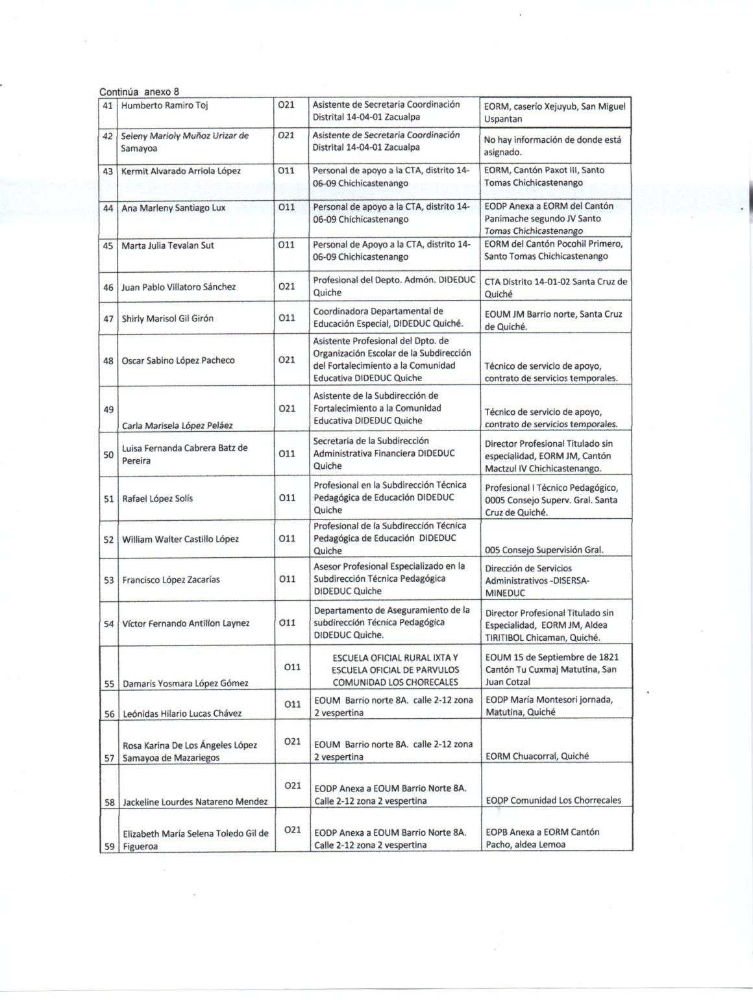 Continúa anexo 8
41 Humberto Ramiro Toj O21 Asistente de Secretaria Coordinación EORM, caserío Xejuyub, San Miguel
Distrital 14-04-01 Zacualpa Uspantan
42 Seleny Marioly Muñoz Urizar de O21 Asistente de Secretaria Coordinación No hay información de donde está
Samayoa Distrital 14-04-01 Zacualpa asignado.
43 Kermit Alvarado Arriola López O11 Personal de apoyo a la CTA, distrito 14- EORM, Cantón Paxot III, Santo
06-09 Chichicastenango Tomas Chichicastenango
44 Ana Marleny Santiago Lux O11 Personal de apoyo a la CTA, distrito 14- EODP Anexa a EORM del Cantón
06-09 Chichicastenango Panimache segundo JV Santo
Tomas Chichicastenango
45 Marta Julia Tevalan Sut O11 Personal de Apoyo a la CTA, distrito 14- EORM del Cantón Pocohil Primero,
06-09 Chichicastenango Santo Tomas Chichicastenango
46 Juan Pablo Villatoro Sánchez O21 Profesional del Depto. Admón. DIDEDUC CTA Distrito 14-01-02 Santa Cruz de
Quiche Quiché
47 Shirly Marisol Gil Girón O11 Coordinadora Departamental de EOUM JM Barrio norte, Santa Cruz
Educación Especial, DIDEDUC Quiché. de Quiché.
48 Oscar Sabino López Pacheco O21 Asistente Profesional del Dpto. de
Organización Escolar de la Subdirección
del Fortalecimiento a la Comunidad Técnico de servicio de apoyo,
Educativa DIDEDUC Quiche contrato de servicios temporales.
49 Carla Marisela López Peláez O21 Asistente de la Subdirección de
Fortalecimiento a la Comunidad Técnico de servicio de apoyo,
Educativa DIDEDUC Quiche contrato de servicios temporales.
50 Luisa Fernanda Cabrera Batz de O11 Secretaria de la Subdirección Director Profesional Titulado sin
Pereira Administrativa Financiera DIDEDUC especialidad, EORM JM, Cantón
Quiche Mactzul IV Chichicastenango.
51 Rafael López Solís O11 Profesional en la Subdirección Técnica Profesional I Técnico Pedagógico,
Pedagógica de Educación DIDEDUC 0005 Consejo Superv. Gral. Santa
Quiche Cruz de Quiché.
52 William Walter Castillo López O11 Profesional de la Subdirección Técnica
Pedagógica de Educación DIDEDUC
Quiche 005 Consejo Supervisión Gral.
53 Francisco López Zacarías O11 Asesor Profesional Especializado en la Dirección de Servicios
Subdirección Técnica Pedagógica Administrativos -DISERSA-
DIDEDUC Quiche MINEDUC
54 Víctor Fernando Antillon Laynez O11 Departamento de Aseguramiento de la Director Profesional Titulado sin
subdirección Técnica Pedagógica Especialidad, EORM JM, Aldea
DIDEDUC Quiche. TIRITIBOL Chicaman, Quiché.
55 Damaris Yosmara López Gómez O11 ESCUELA OFICIAL RURAL IXTA Y EOUM 15 de Septiembre de 1821
ESCUELA OFICIAL DE PARVULOS Cantón Tu Cuxmaj Matutina, San
COMUNIDAD LOS CHORECALES Juan Cotzal
56 Leónidas Hilario Lucas Chávez O11 EOUM Barrio norte 8A. calle 2-12 zona EODP María Montesori jornada,
2 vespertina Matutina, Quiché
57 Rosa Karina De Los Ángeles López O21 EOUM Barrio norte 8A. calle 2-12 zona
Samayoa de Mazariegos 2 vespertina EORM Chuacorral, Quiché
58 Jackeline Lourdes Natareno Mendez O21 EODP Anexa a EOUM Barrio Norte 8A.
Calle 2-12 zona 2 vespertina EODP Comunidad Los Chorrecales
59 Elizabeth María Selena Toledo Gil de O21 EODP Anexa a EOUM Barrio Norte 8A. EOPB Anexa a EORM Cantón
Figueroa Calle 2-12 zona 2 vespertina Pacho, aldea Lemoa